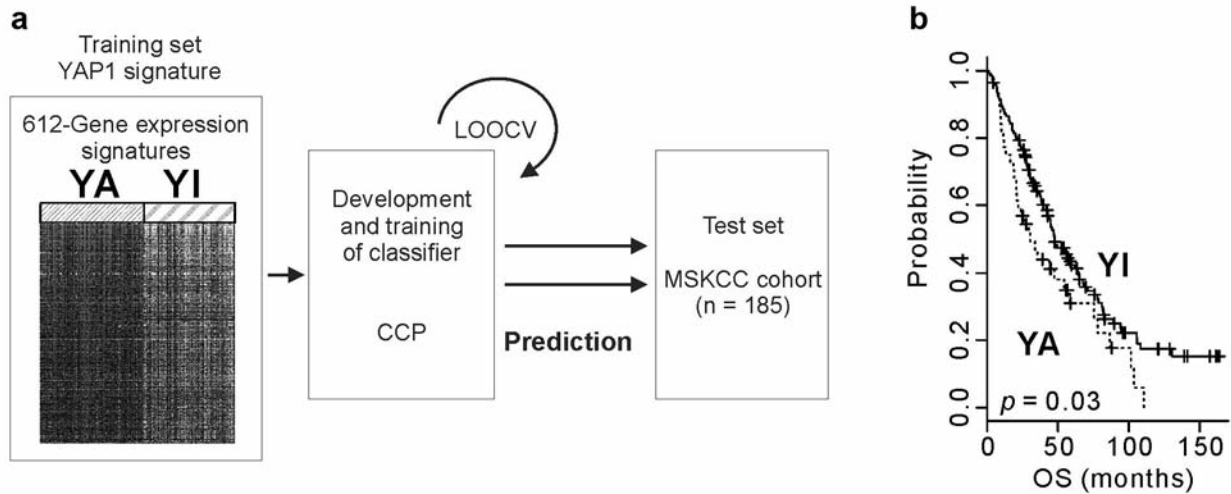 a
Training set
YAP1 signature
612-Gene expression
signatures
YA YI
LOOCV
Development
and training
of classifier
CCP
Prediction
Test set
MSKCC cohort
(n = 185)
b
Probability
1.0
0.8
0.6
0.4
0.2
0.0
YI
YA
p = 0.03
0 50 100 150
OS (months)